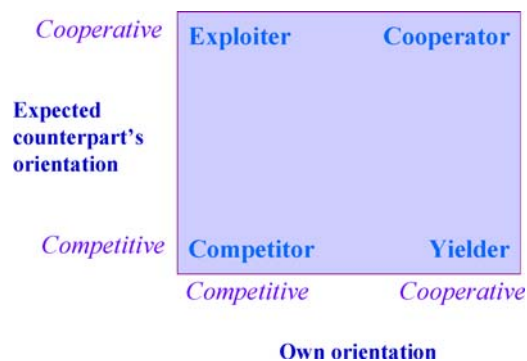 Cooperative
Exploiter
Cooperator
Expected
counterpart's
orientation
Competitive
Competitor
Yielder
Competitive
Cooperative
Own orientation